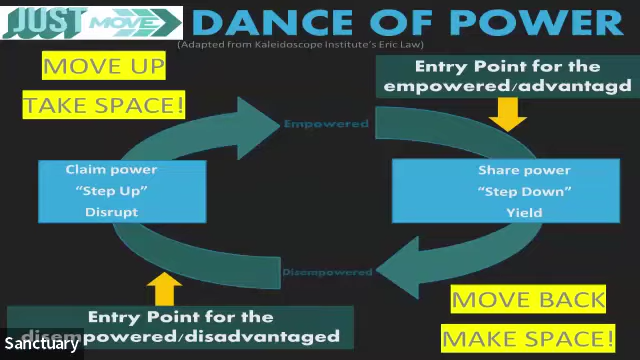 JUST MOVE DANCE OF POWER
(Adapted from Kaleidoscope Institute's Eric Law)
MOVE UP
TAKE SPACE!
Entry Point for the
empowered/advantagd
Empowered
Claim power
"Step Up"
Disrupt
Share power
"Step Down"
Yield
Disempowered
Entry Point for the
disempowered/disadvantaged
MOVE BACK
MAKE SPACE!
Sanctuary